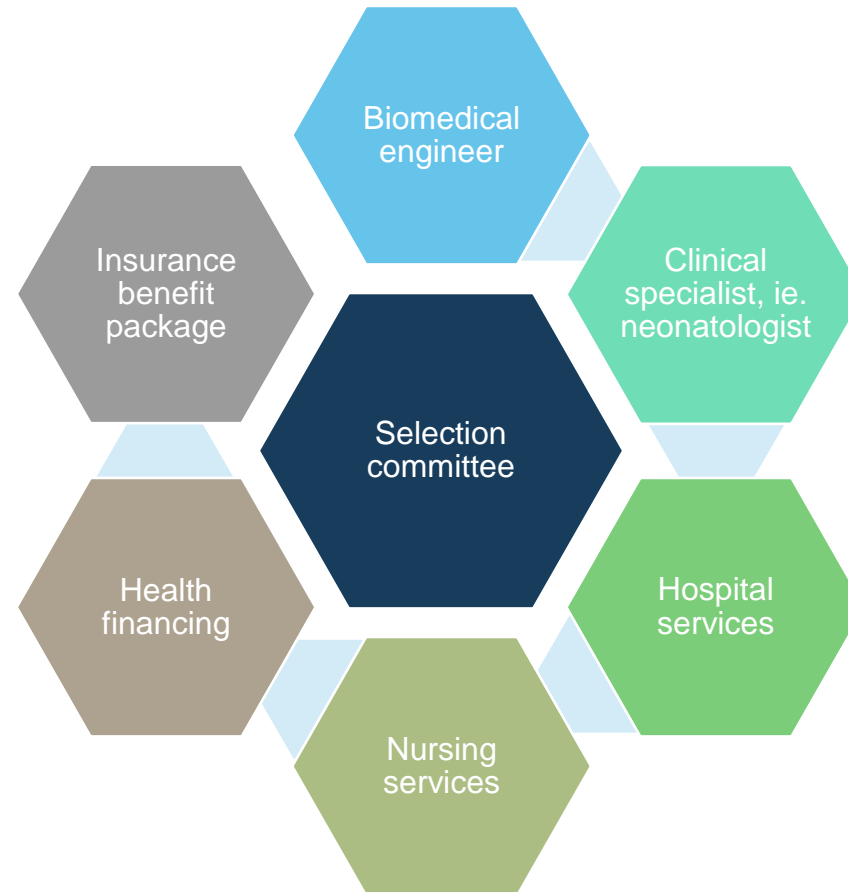 Biomedical
engineer
Insurance
benefit
package
Clinical
specialist, ie.
neonatologist
Selection
committee
Health
financing
Hospital
services
Nursing
services